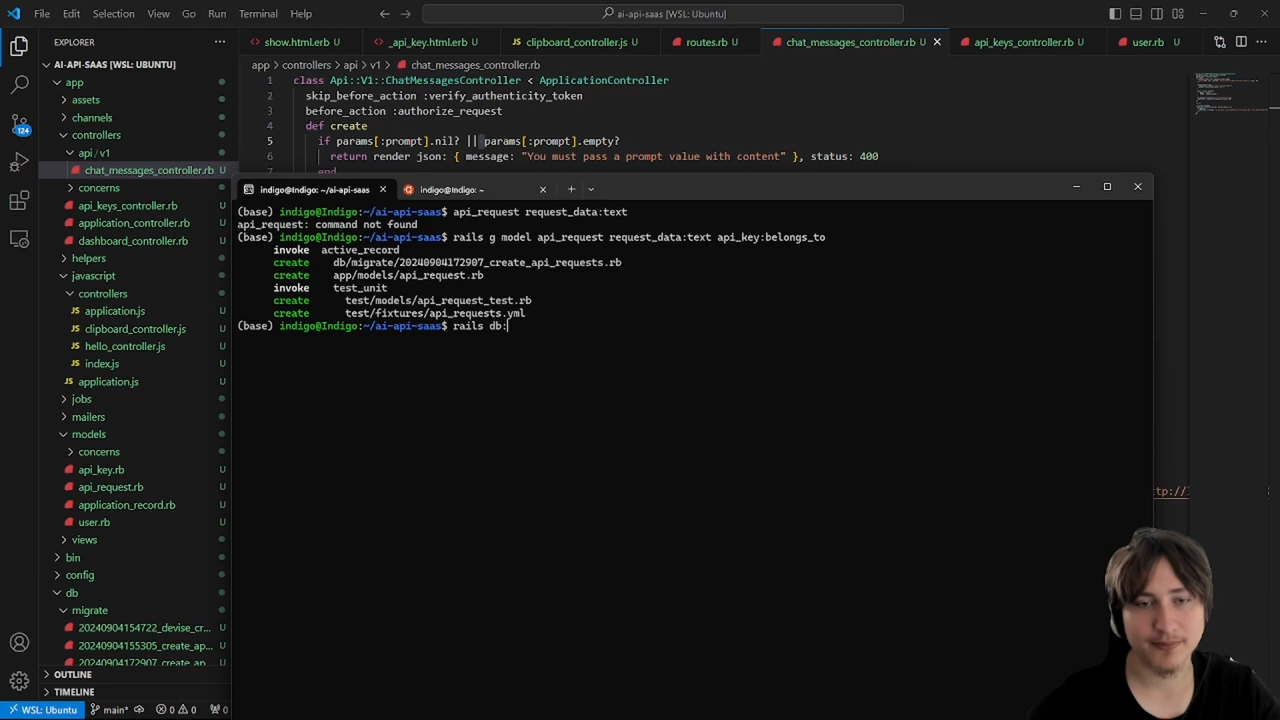 File Edit Selection View Go Run Terminal Help
ai-api-saas [WSL: Ubuntu]
EXPLORER
show.html.erb U
_api_key.html.erb U
clipboard_controller.js U
routes.rb U
chat_messages_controller.rb U
api_keys_controller.rb U
user.rb U
AI-API-SAAS [WSL: UBUNTU]
app > controllers > api > v1 > chat_messages_controller.rb
app
assets
channels
controllers
api / v1
chat_messages_controller.rb U
concerns
api_keys_controller.rb U
application_controller.rb U
dashboard_controller.rb U
helpers
javascript
controllers
application.js U
clipboard_controller.js U
hello_controller.js U
index.js U
application.js U
jobs
mailers
models
concerns
api_key.rb U
api_request.rb U
application_record.rb U
user.rb U
views
bin
config
db
migrate
20240904154722_devise_cr... U
20240904155305_create_ap... U
20240904172907_create_ap... U
OUTLINE
TIMELINE
124
1 class Api::V1::ChatMessagesController < ApplicationController
2 skip_before_action :verify_authenticity_token
3 before_action :authorize_request
4 def create
5 if params[:prompt].nil? || params[:prompt].empty?
6 return render json: { message: "You must pass a prompt value with content" }, status: 400
end
indigo@Indigo: ~/ai-api-saas
indigo@Indigo: ~
(base) indigo@Indigo:~/ai-api-saas$ api_request request_data:text
api_request: command not found
(base) indigo@Indigo:~/ai-api-saas$ rails g model api_request request_data:text api_key:belongs_to
invoke active_record
create db/migrate/20240904172907_create_api_requests.rb
create app/models/api_request.rb
invoke test_unit
create test/models/api_request_test.rb
create test/fixtures/api_requests.yml
(base) indigo@Indigo:~/ai-api-saas$ rails db:
WSL: Ubuntu main* 0 0 0